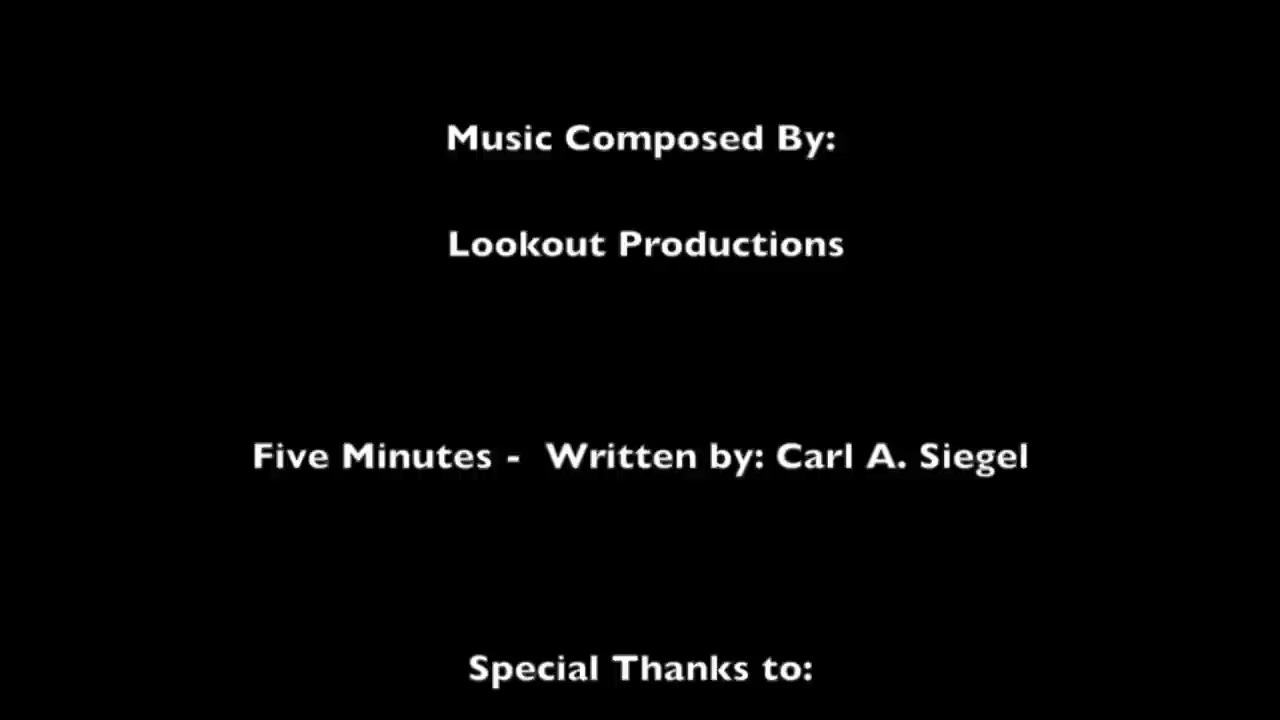 Music Composed By:
Lookout Productions
Five Minutes -  Written by: Carl A. Siegel
Special Thanks to: